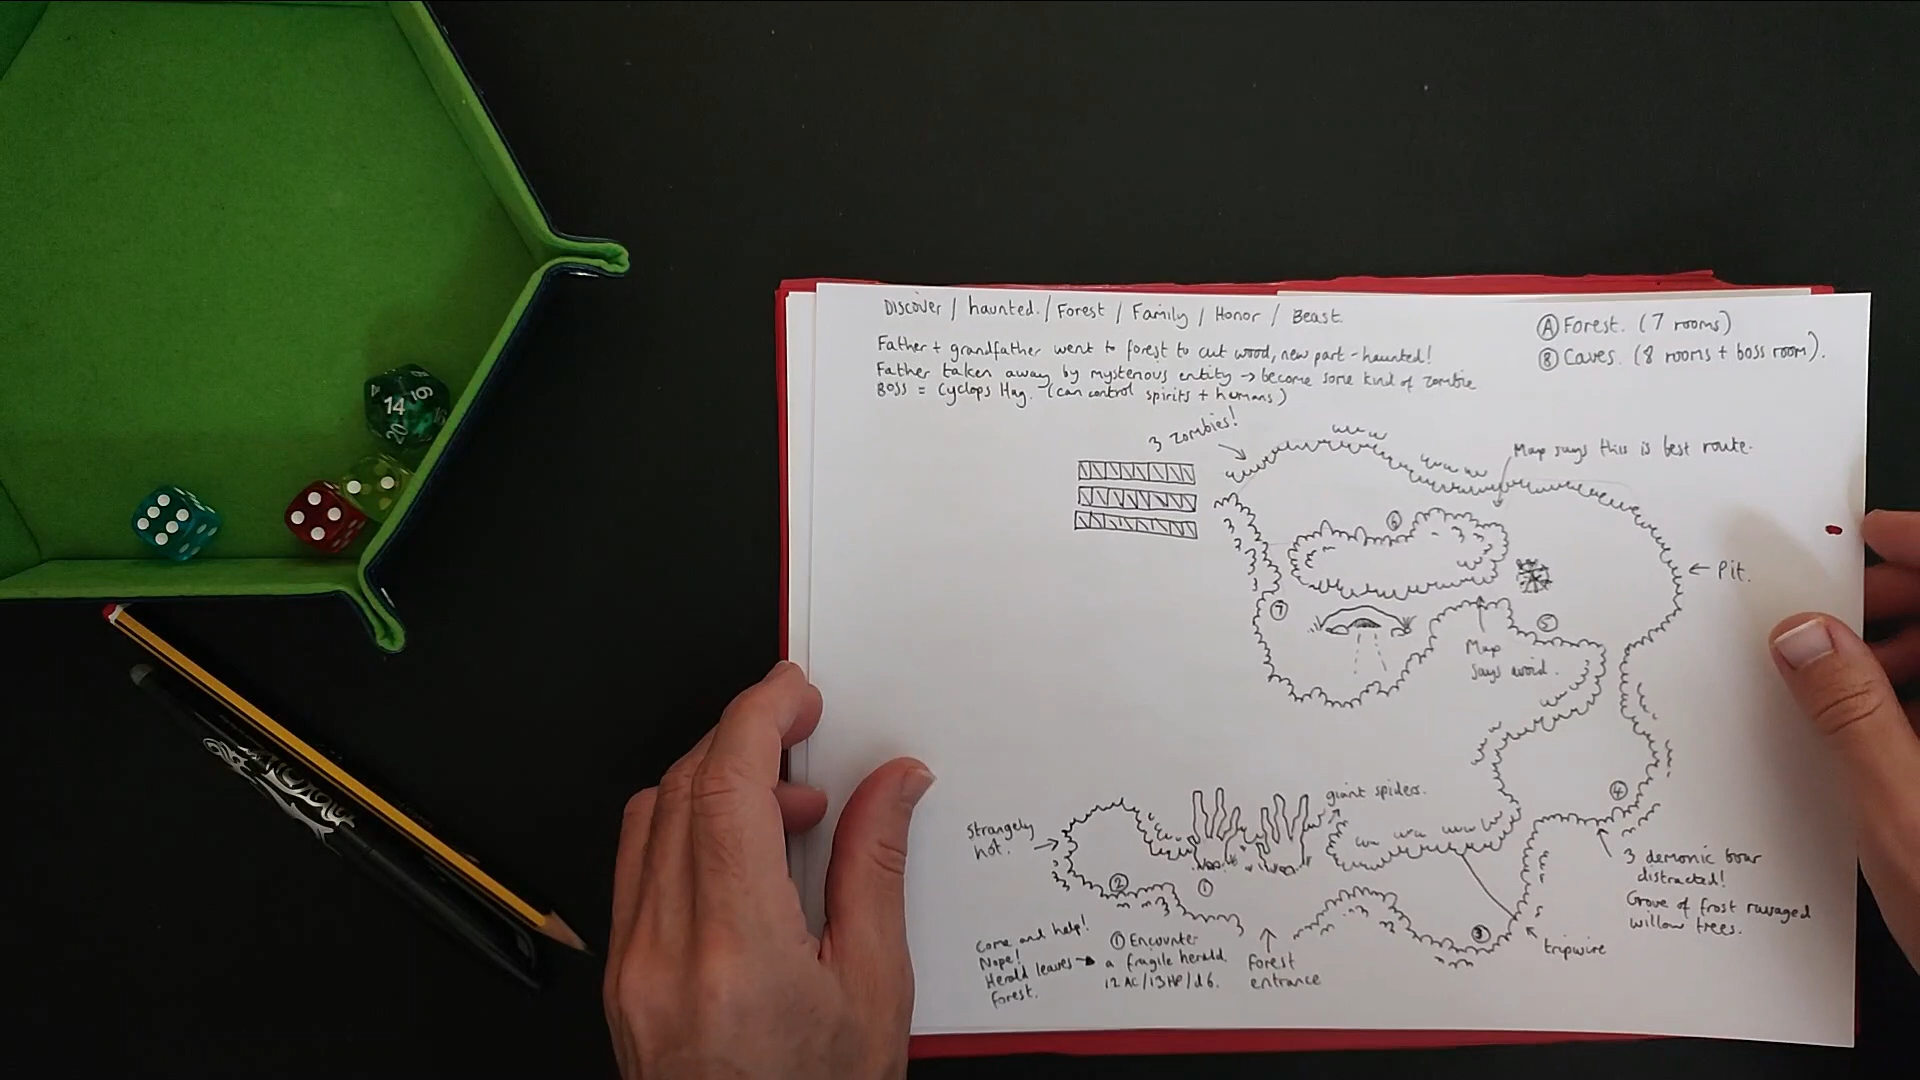 Discover / haunted / Forest / Family / Honor / Beast.
Father + grandfather went to forest to cut wood, new part - haunted!
Father taken away by mysterious entity → become some kind of zombie
Boss = Cyclops Hag. (can control spirits + humans)
Ⓐ Forest. (7 rooms)
Ⓑ Caves. (8 rooms + boss room).
3 zombies!
Map says this is best route.
⑥
← Pit.
⑦
⑤
Map
says avoid.
④
giant spiders.
Strangely
hot. →
②
①
③
3 demonic boar
distracted!
Grove of frost ravaged
willow trees.
tripwire
Come and help!
Nope!
Herald leaves →
forest.
① Encounter
a fragile herald.
12 AC/13HP/d6.
Forest
entrance
14
16
20
4